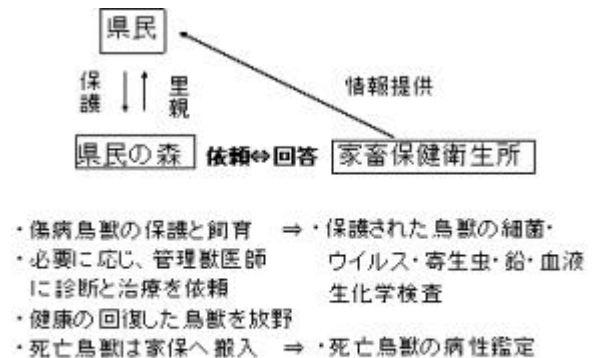 県民
保護
里親
情報提供
県民の森 依頼⇔回答 家畜保健衛生所
・傷病鳥獣の保護と飼育 ⇒ ・保護された鳥獣の細菌・
・必要に応じ、管理獣医師 ウイルス・寄生虫・鉛・血液
に診断と治療を依頼 生化学検査
・健康の回復した鳥獣を放野
・死亡鳥獣は家保へ搬入 ⇒ ・死亡鳥獣の病性鑑定